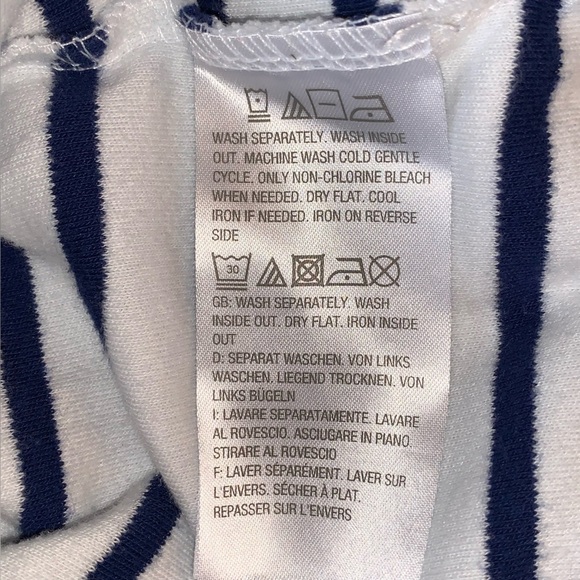 WASH SEPARATELY. WASH INSIDE
OUT. MACHINE WASH COLD GENTLE
CYCLE. ONLY NON-CHLORINE BLEACH
WHEN NEEDED. DRY FLAT. COOL
IRON IF NEEDED. IRON ON REVERSE
SIDE
30
GB: WASH SEPARATELY. WASH
INSIDE OUT. DRY FLAT. IRON INSIDE
OUT
D: SEPARAT WASCHEN. VON LINKS
WASCHEN. LIEGEND TROCKNEN. VON
LINKS BÜGELN
I: LAVARE SEPARATAMENTE. LAVARE
AL ROVESCIO. ASCIUGARE IN PIANO.
STIRARE AL ROVESCIO
F: LAVER SÉPARÉMENT. LAVER SUR
L'ENVERS. SÉCHER À PLAT.
REPASSER SUR L'ENVERS